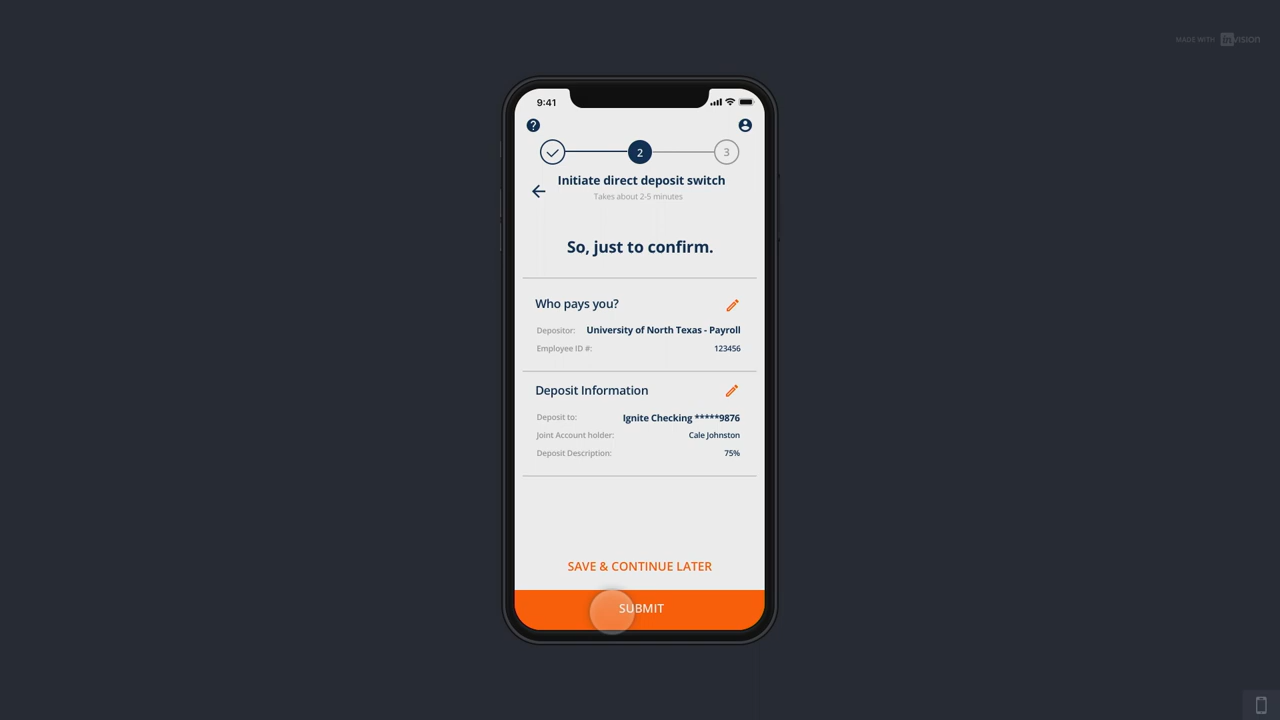 MADE WITH invision
9:41
2
3
Initiate direct deposit switch
Takes about 2-5 minutes
So, just to confirm.
Who pays you?
Depositor: University of North Texas - Payroll
Employee ID #: 123456
Deposit Information
Deposit to: Ignite Checking *****9876
Joint Account holder: Cale Johnston
Deposit Description: 75%
SAVE & CONTINUE LATER
SUBMIT